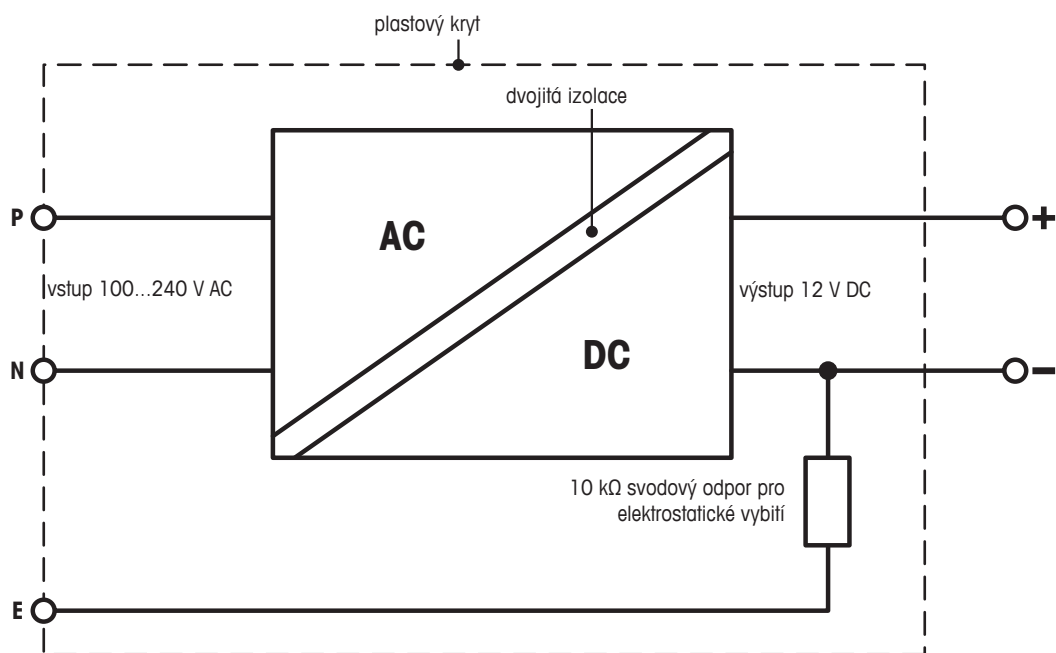 plastový kryt
dvojitá izolace
P
AC
+
vstup 100...240 V AC
výstup 12 V DC
N
DC
–
10 kΩ svodový odpor pro
elektrostatické vybití
E